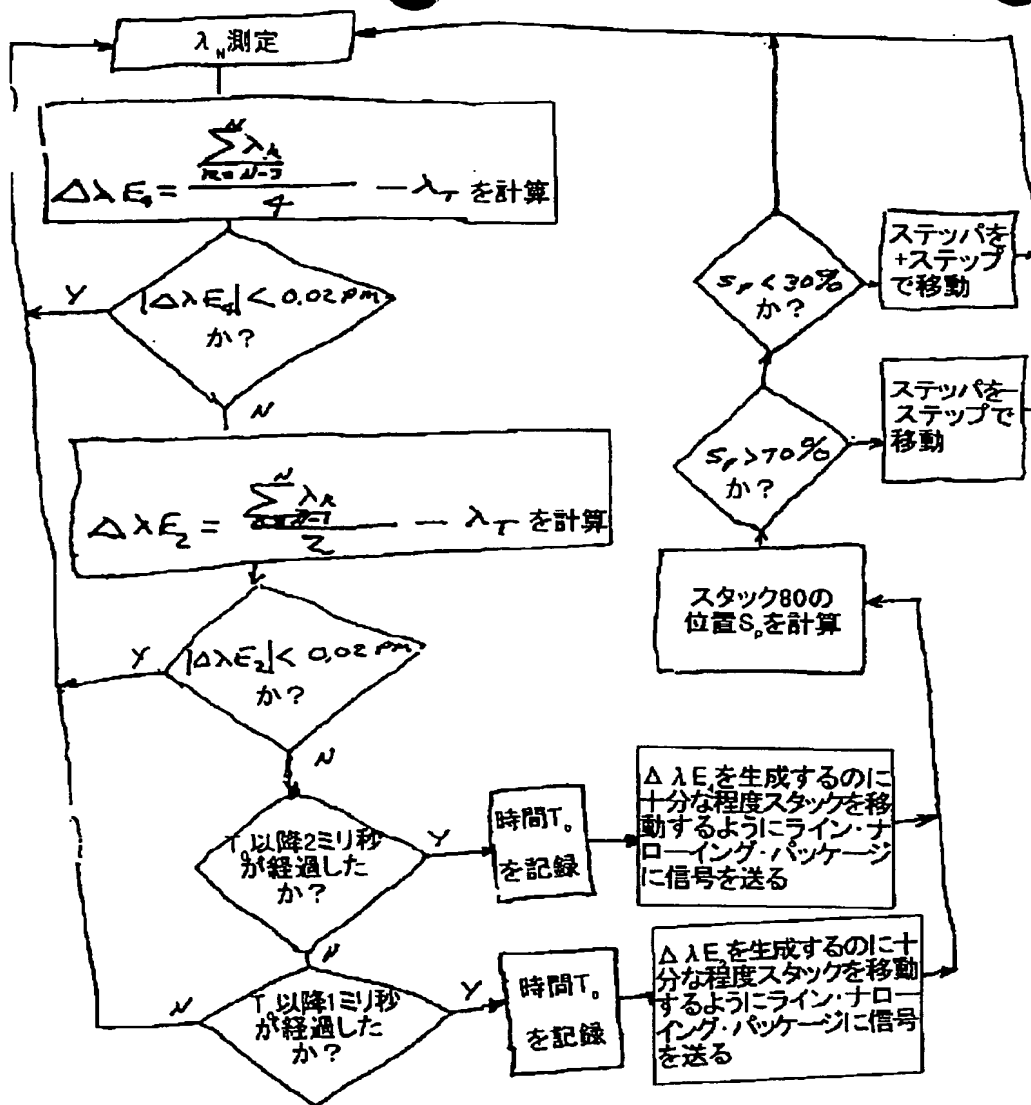 λN測定
ΔλE4 = N Σ λn n=N-3 / 4 − λT を計算
Y
|ΔλE4| < 0.02 pm
か?
N
ΔλE2 = N Σ λn / 2 − λT を計算
Y
|ΔλE2| < 0.02 pm
か?
N
T0以降2ミリ秒
が経過した
か?
Y
時間T0
を記録
ΔλE4を生成するのに
十分な程度スタックを移
動するようにライン・ナ
ローイング・パッケージ
に信号を送る
N
T0以降1ミリ秒
が経過した
か?
N
Y
時間T0
を記録
ΔλE2を生成するのに十
分な程度スタックを移動
するようにライン・ナロー
イング・パッケージに信号
を送る
スタック80の
位置SPを計算
SP>70%
か?
ステッパを−
ステップで
移動
SP<30%
か?
ステッパを
+ステップ
で移動